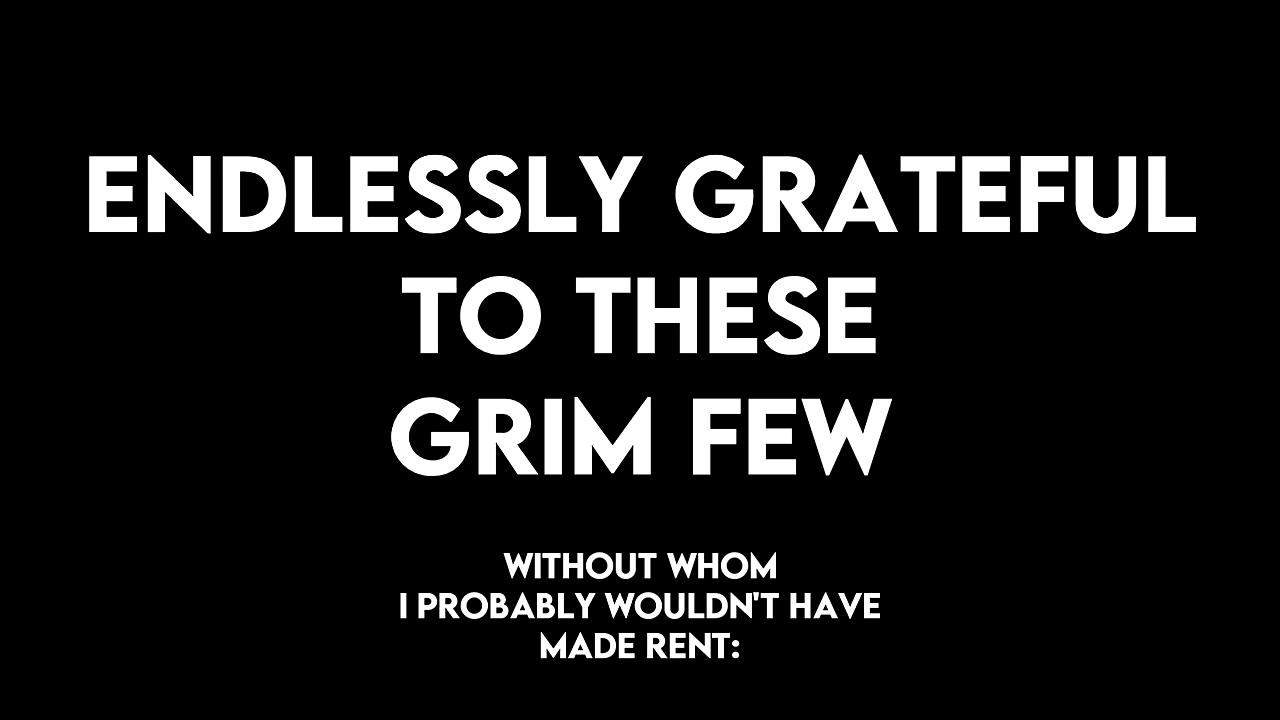 ENDLESSLY GRATEFUL
TO THESE
GRIM FEW
WITHOUT WHOM
I PROBABLY WOULDN'T HAVE
MADE RENT: